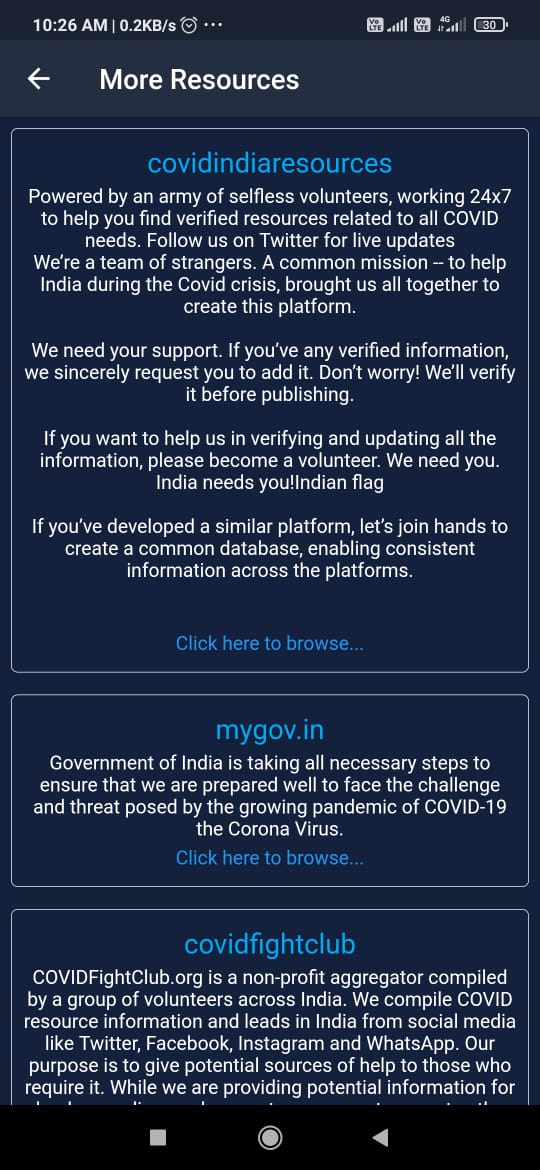 10:26 AM | 0.2KB/s ...
Vo LTE Vo LTE 4G 30
More Resources
covidindiaresources
Powered by an army of selfless volunteers, working 24x7
to help you find verified resources related to all COVID
needs. Follow us on Twitter for live updates
We're a team of strangers. A common mission -- to help
India during the Covid crisis, brought us all together to
create this platform.
We need your support. If you've any verified information,
we sincerely request you to add it. Don't worry! We'll verify
it before publishing.
If you want to help us in verifying and updating all the
information, please become a volunteer. We need you.
India needs you!Indian flag
If you've developed a similar platform, let's join hands to
create a common database, enabling consistent
information across the platforms.
Click here to browse...
mygov.in
Government of India is taking all necessary steps to
ensure that we are prepared well to face the challenge
and threat posed by the growing pandemic of COVID-19
the Corona Virus.
Click here to browse...
covidfightclub
COVIDFightClub.org is a non-profit aggregator compiled
by a group of volunteers across India. We compile COVID
resource information and leads in India from social media
like Twitter, Facebook, Instagram and WhatsApp. Our
purpose is to give potential sources of help to those who
require it. While we are providing potential information for